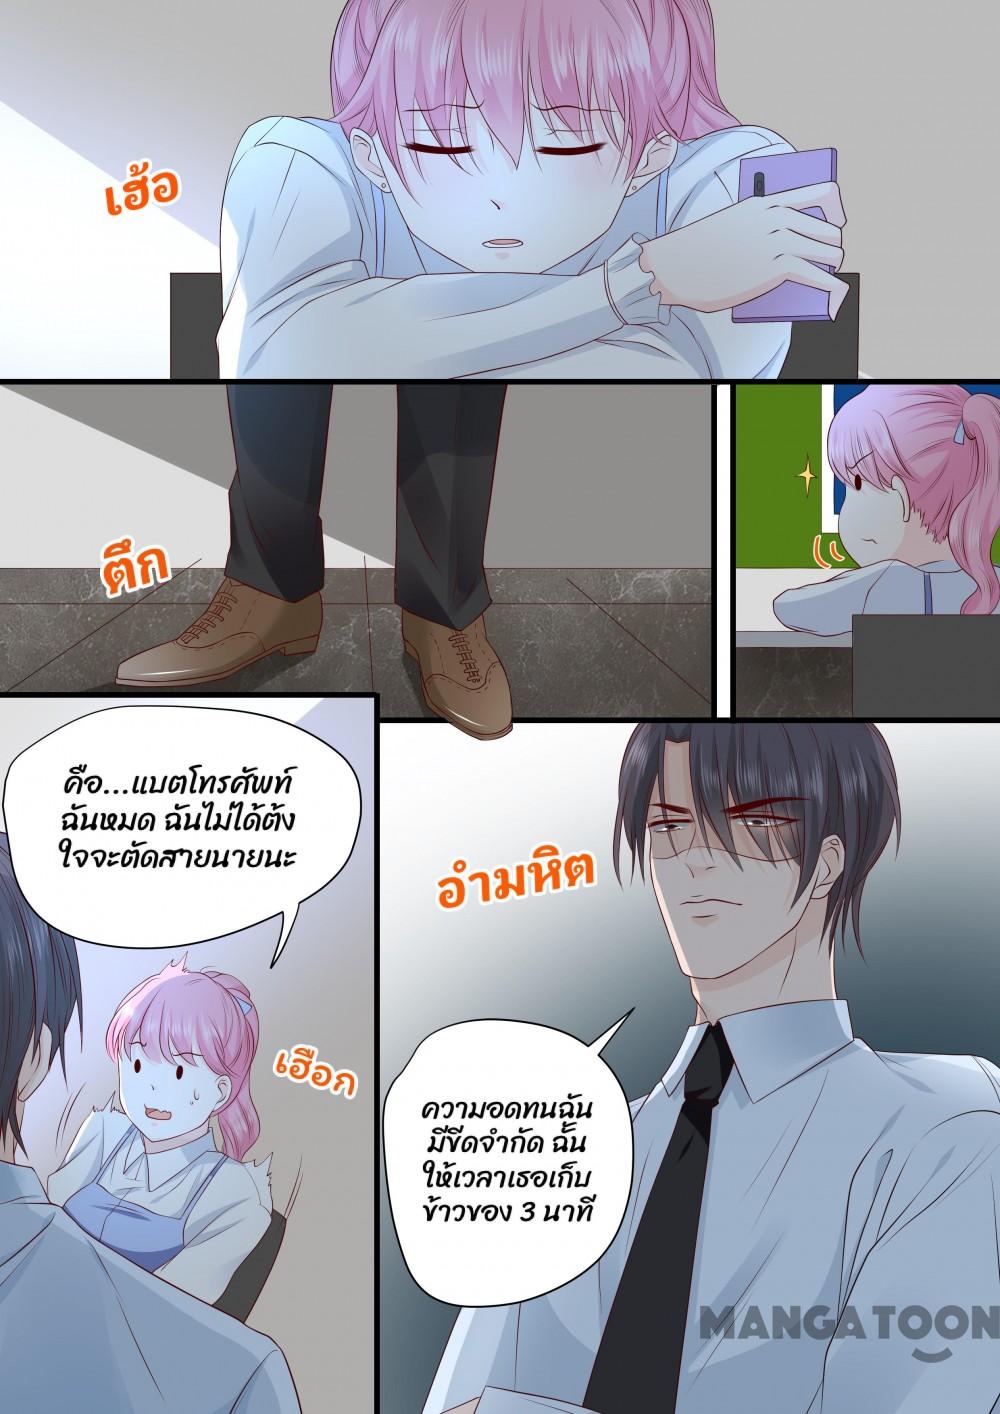 เฮ้อ
ตึก
คือ...แบตโทรศัพท์
ฉันหมด ฉันไม่ได้ตั้ง
ใจจะตัดสายนายนะ
เฮือก
อำมหิต
ความอดทนฉัน
มีขีดจำกัด ฉัน
ให้เวลาเธอเก็บ
ข้าวของ 3 นาที
MANGATOON